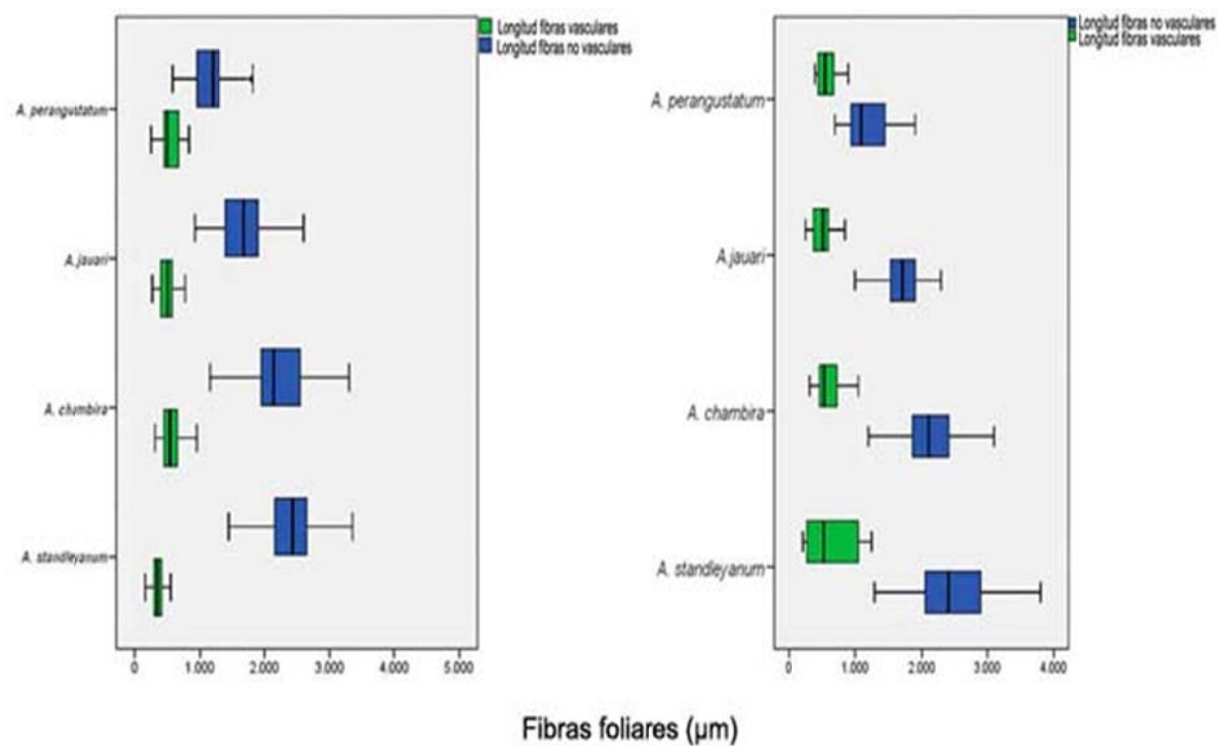 Longitud fibras vasculares
Longitud fibras no vasculares
A. perangustatum
A.jauari
A. chambira
A. standleyanum
0 1.000 2.000 3.000 4.000 5.000
Longitud fibras no vasculares
Longitud fibras vasculares
A. perangustatum
A.jauari
A. chambira
A. standleyanum
0 1.000 2.000 3.000 4.000
Fibras foliares (µm)